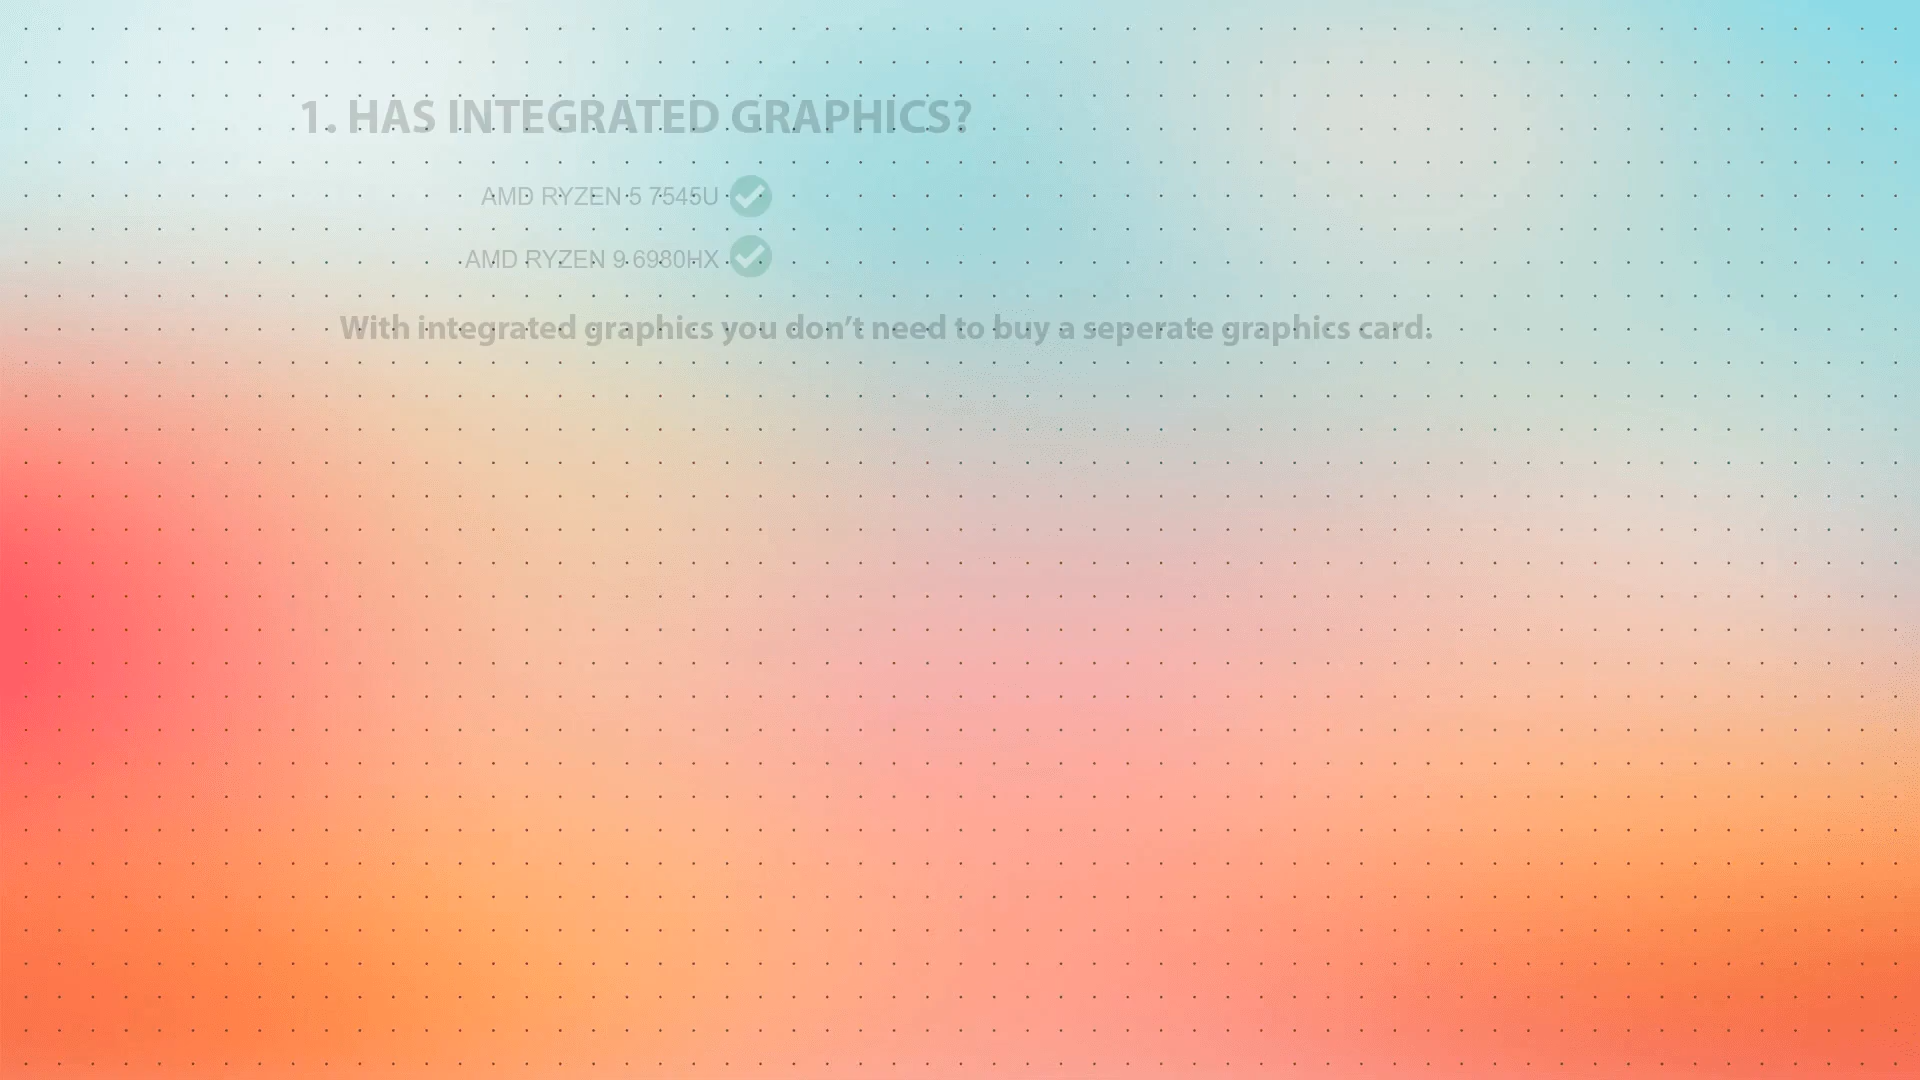 1. HAS INTEGRATED GRAPHICS?
AMD RYZEN 5 7545U
AMD RYZEN 9 6980HX
With integrated graphics you don’t need to buy a seperate graphics card.